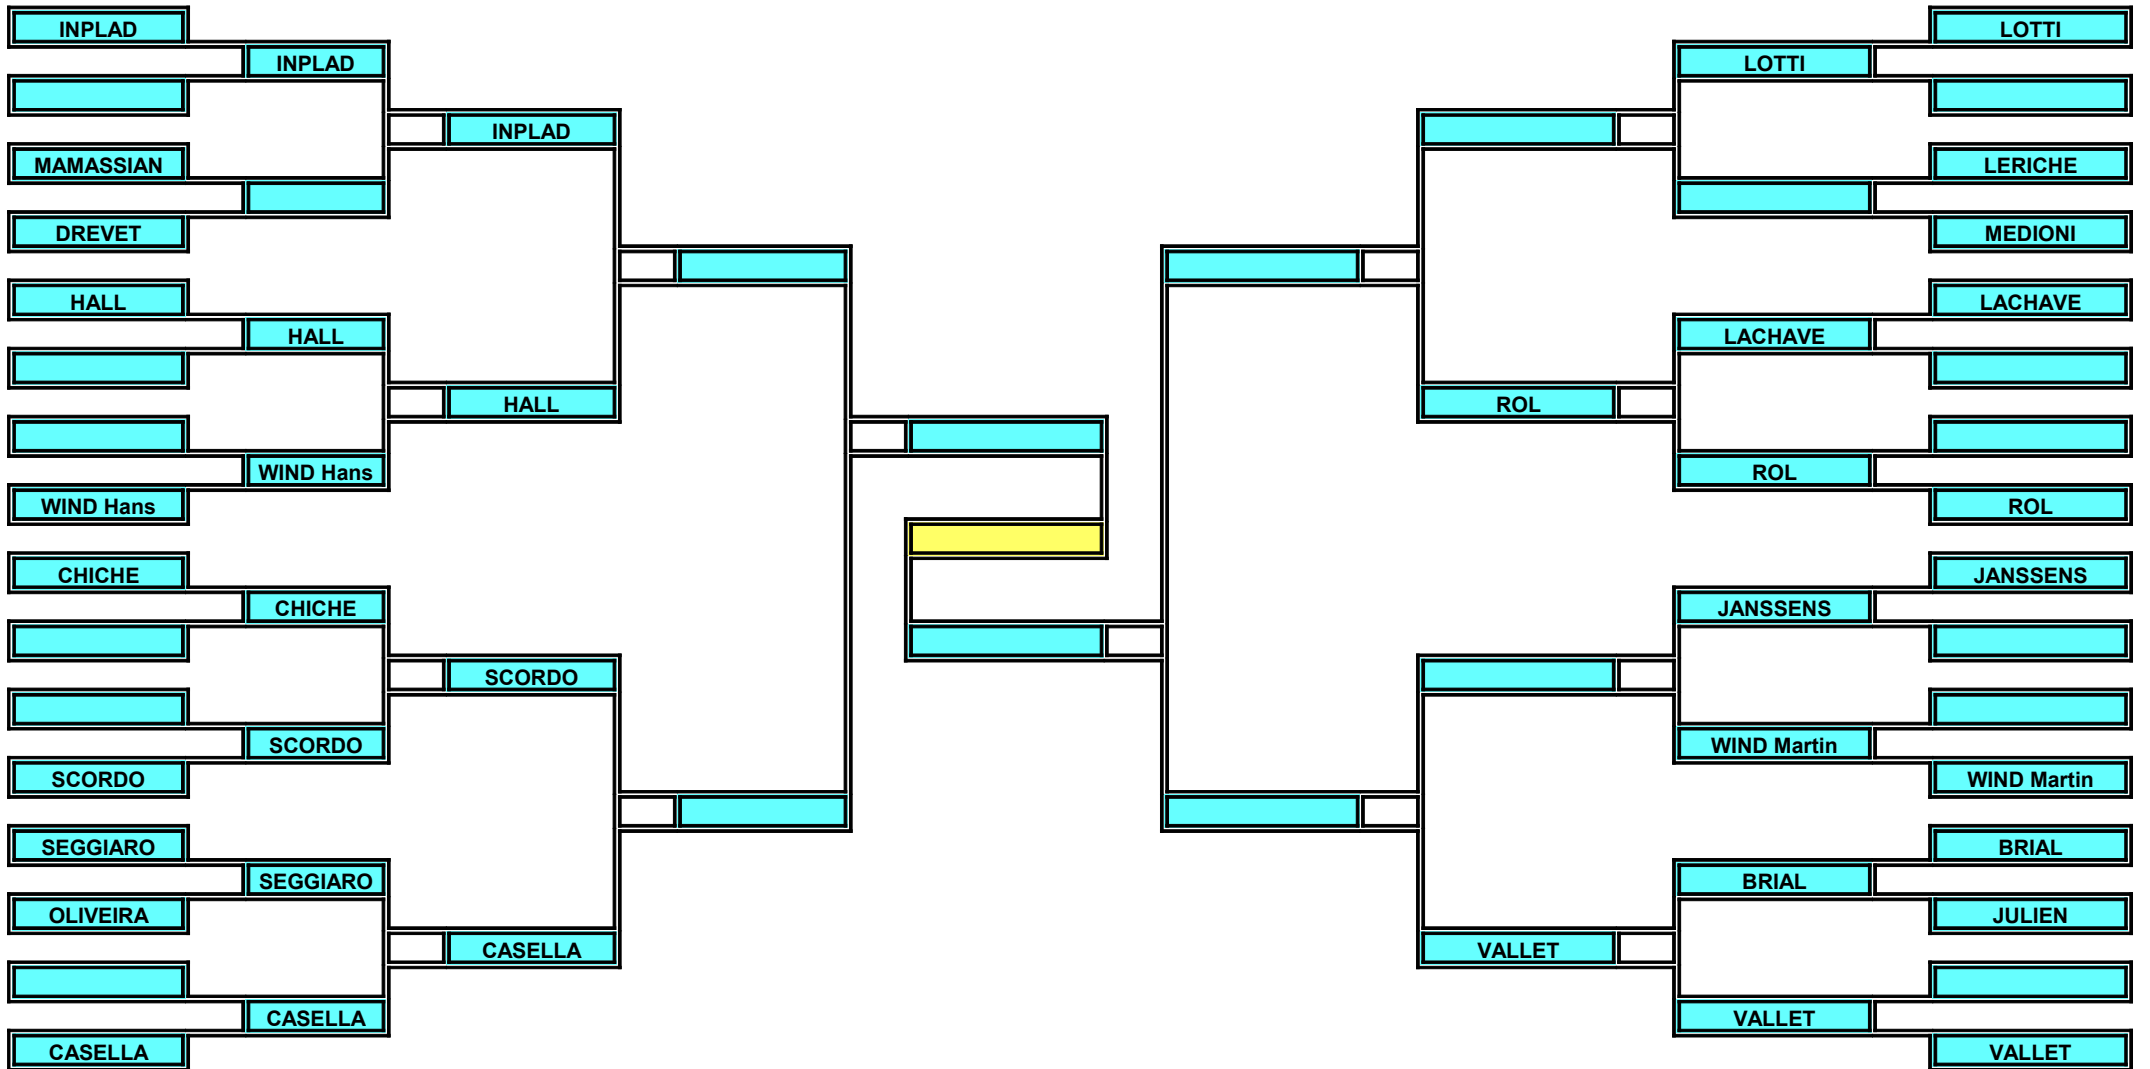 INPLAD
LOTTI
INPLAD
LOTTI
INPLAD
MAMASSIAN
LERICHE
DREVET
MEDIONI
HALL
LACHAVE
HALL
LACHAVE
HALL
ROL
WIND Hans
ROL
WIND Hans
ROL
CHICHE
JANSSENS
CHICHE
JANSSENS
SCORDO
SCORDO
WIND Martin
SCORDO
WIND Martin
SEGGIARO
BRIAL
SEGGIARO
BRIAL
OLIVEIRA
JULIEN
CASELLA
VALLET
CASELLA
VALLET
CASELLA
VALLET